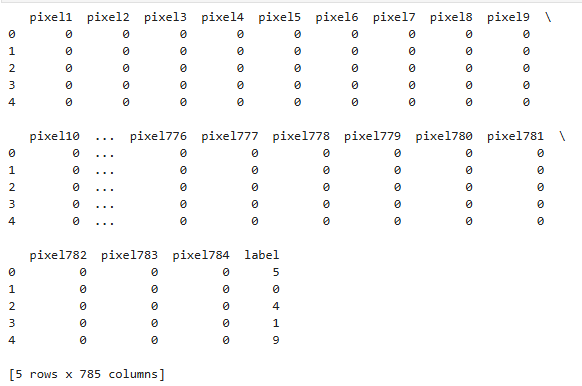 pixel1 pixel2 pixel3 pixel4 pixel5 pixel6 pixel7 pixel8 pixel9 \
0 0 0 0 0 0 0 0 0 0
1 0 0 0 0 0 0 0 0 0
2 0 0 0 0 0 0 0 0 0
3 0 0 0 0 0 0 0 0 0
4 0 0 0 0 0 0 0 0 0
pixel10 ... pixel776 pixel777 pixel778 pixel779 pixel780 pixel781 \
0 0 ... 0 0 0 0 0 0
1 0 ... 0 0 0 0 0 0
2 0 ... 0 0 0 0 0 0
3 0 ... 0 0 0 0 0 0
4 0 ... 0 0 0 0 0 0
pixel782 pixel783 pixel784 label
0 0 0 0 5
1 0 0 0 0
2 0 0 0 4
3 0 0 0 1
4 0 0 0 9
[5 rows x 785 columns]